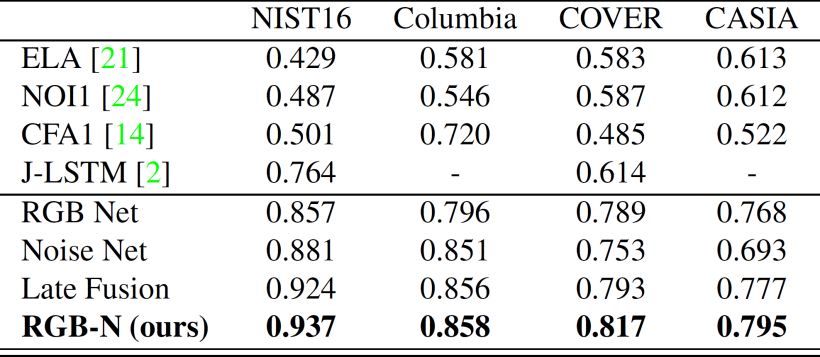 NIST16 Columbia COVER CASIA
ELA [21] 0.429 0.581 0.583 0.613
NOI1 [24] 0.487 0.546 0.587 0.612
CFA1 [14] 0.501 0.720 0.485 0.522
J-LSTM [2] 0.764 - 0.614 -
RGB Net 0.857 0.796 0.789 0.768
Noise Net 0.881 0.851 0.753 0.693
Late Fusion 0.924 0.856 0.793 0.777
RGB-N (ours) 0.937 0.858 0.817 0.795